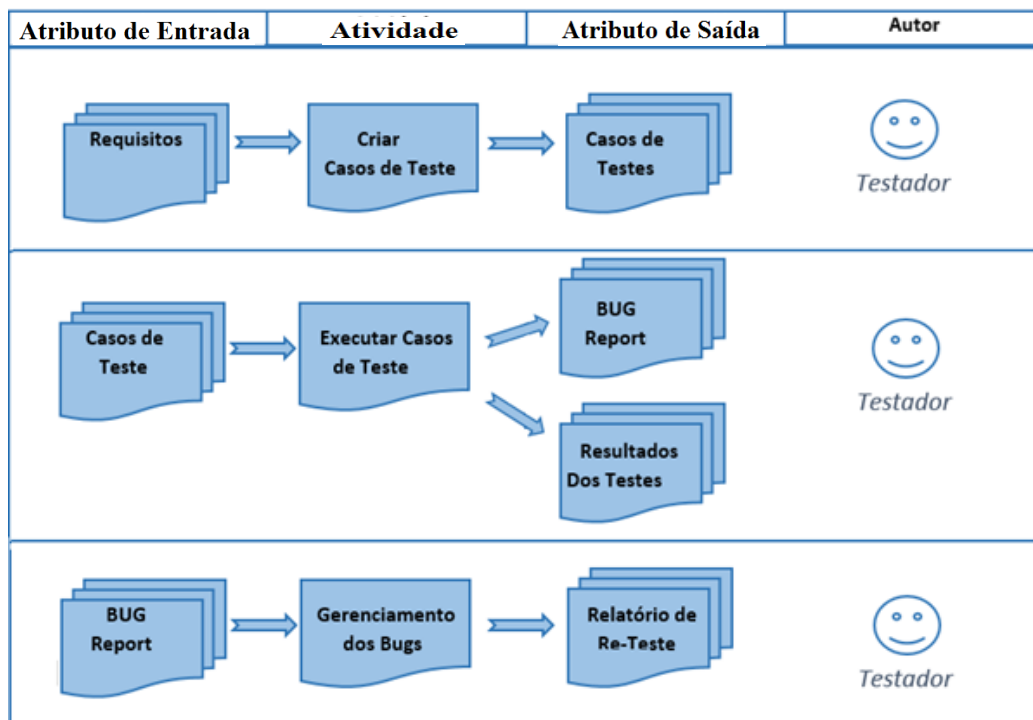 Atributo de Entrada
Atividade
Atributo de Saída
Autor
Requisitos
Criar
Casos de Teste
Casos de
Testes
Testador
Casos de
Teste
Executar Casos
de Teste
BUG
Report
Resultados
Dos Testes
Testador
BUG
Report
Gerenciamento
dos Bugs
Relatório de
Re-Teste
Testador